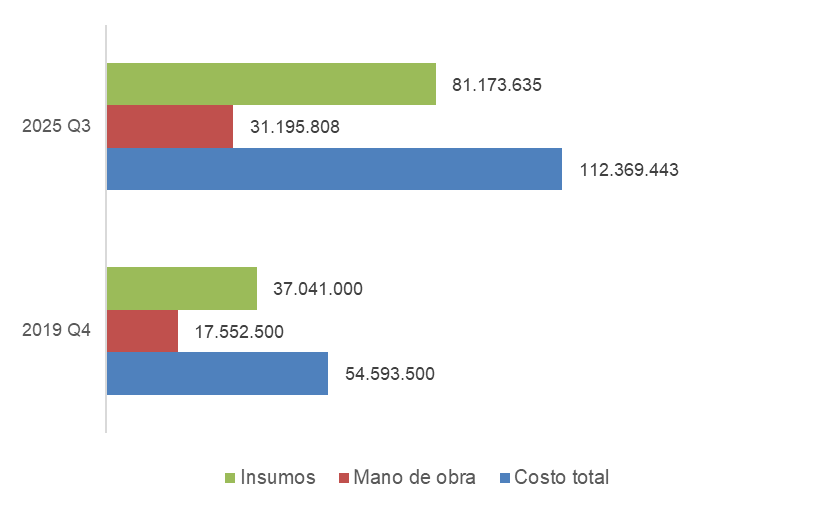 81.173.635
2025 Q3
31.195.808
112.369.443
37.041.000
2019 Q4
17.552.500
54.593.500
Insumos Mano de obra Costo total